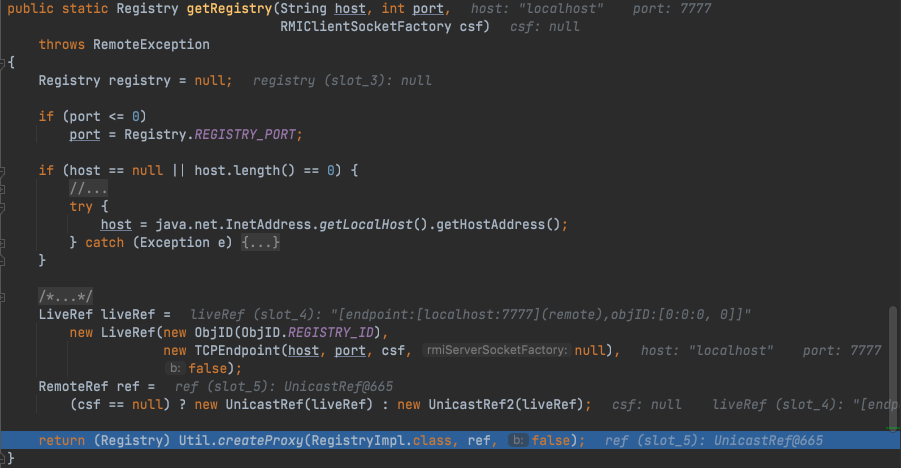 public static Registry getRegistry(String host, int port,   host: "localhost"   port: 7777
                                   RMIClientSocketFactory csf)   csf: null
    throws RemoteException
{
    Registry registry = null;   registry (slot_3): null

    if (port <= 0)
        port = Registry.REGISTRY_PORT;

    if (host == null || host.length() == 0) {
        //...
        try {
            host = java.net.InetAddress.getLocalHost().getHostAddress();
        } catch (Exception e) {...}
    }

    /*...*/
    LiveRef liveRef =   liveRef (slot_4): "[endpoint:[localhost:7777](remote),objID:[0:0:0, 0]]"
        new LiveRef(new ObjID(ObjID.REGISTRY_ID),
                    new TCPEndpoint(host, port, csf, rmiServerSocketFactory: null),   host: "localhost"   port: 7777
                    b: false);
    RemoteRef ref =   ref (slot_5): UnicastRef@665
        (csf == null) ? new UnicastRef(liveRef) : new UnicastRef2(liveRef);   csf: null   liveRef (slot_4): "[endp

    return (Registry) Util.createProxy(RegistryImpl.class, ref, b: false);   ref (slot_5): UnicastRef@665
}